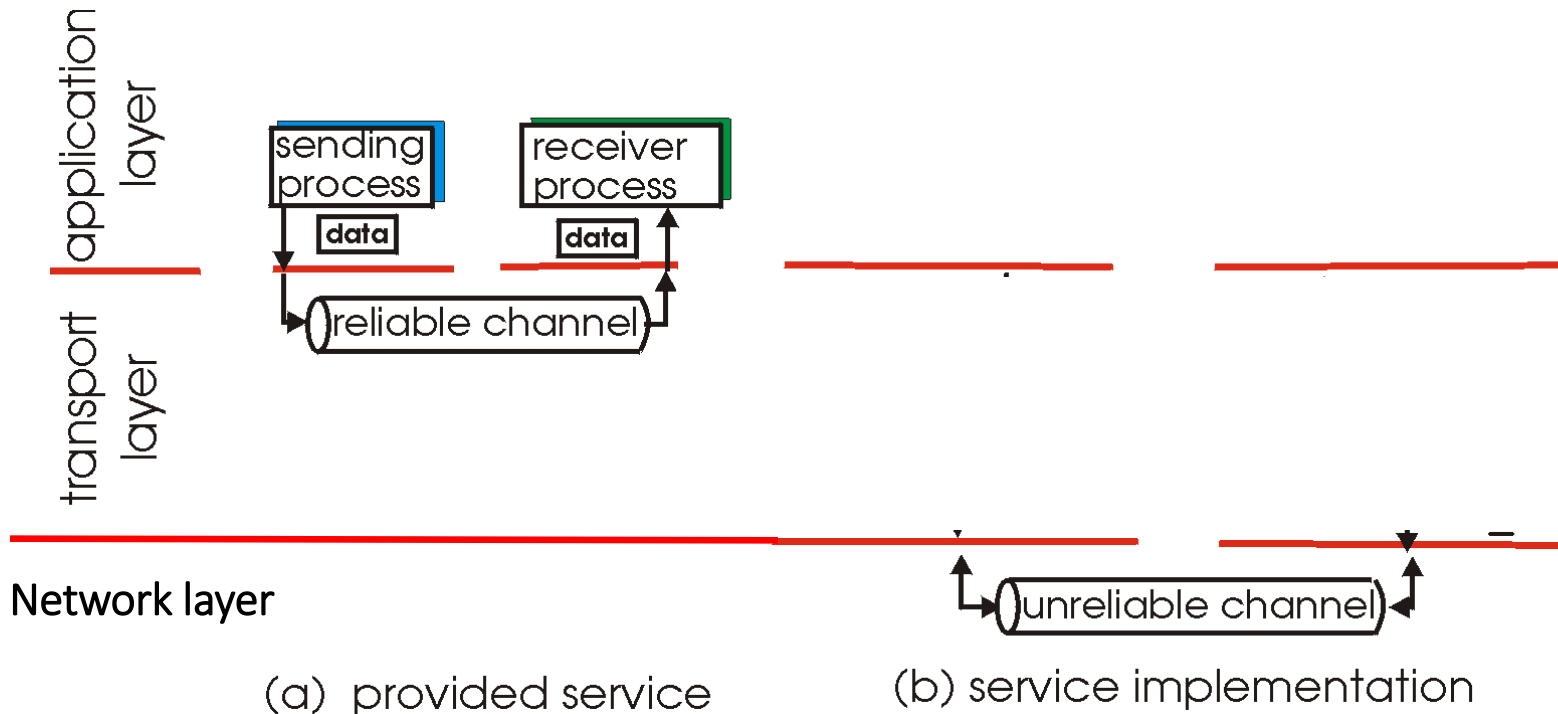 application
layer
sending
process
receiver
process
data
data
reliable channel
transport
layer
Network layer
unreliable channel
(a) provided service
(b) service implementation